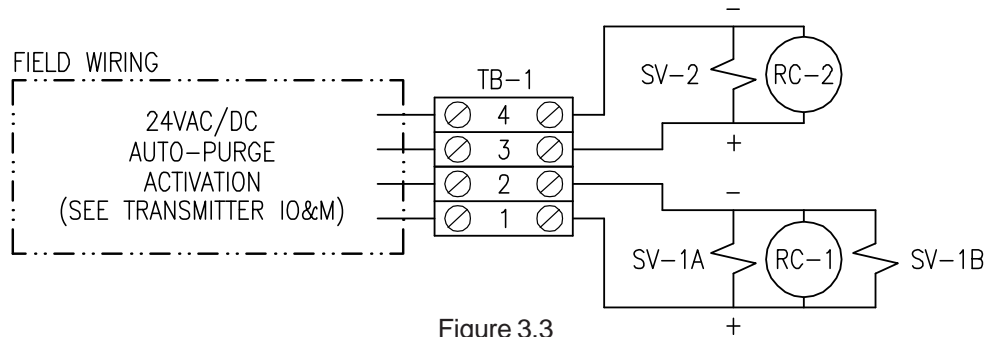 FIELD WIRING
24VAC/DC
AUTO-PURGE
ACTIVATION
(SEE TRANSMITTER IO&M)
TB-1
4
3
2
1
-
SV-2
RC-2
+
-
SV-1A
RC-1
SV-1B
+
Figure 3.3